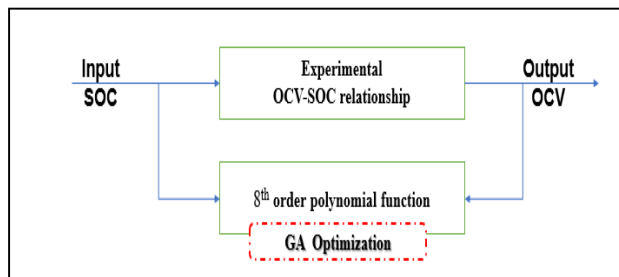 Input
SOC
Experimental
OCV-SOC relationship
Output
OCV
8th order polynomial function
GA Optimization